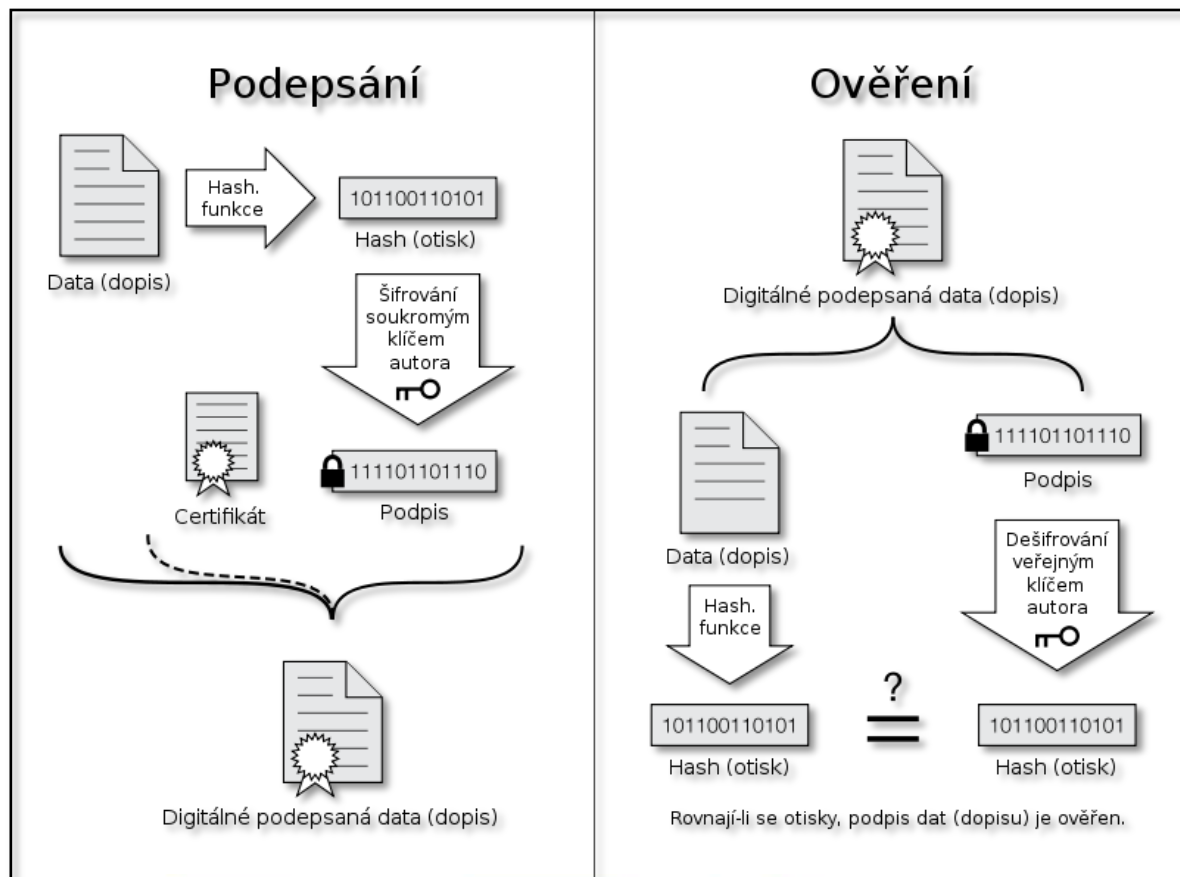 Podepsání
Hash.
funkce
101100110101
Hash (otisk)
Data (dopis)
Šifrování
soukromým
klíčem
autora
111101101110
Certifikát
Podpis
Digitálné podepsaná data (dopis)
Ověření
Digitálné podepsaná data (dopis)
111101101110
Podpis
Data (dopis)
Hash.
funkce
Dešifrování
veřejným
klíčem
autora
?
=
101100110101
101100110101
Hash (otisk)
Hash (otisk)
Rovnají-li se otisky, podpis dat (dopisu) je ověřen.